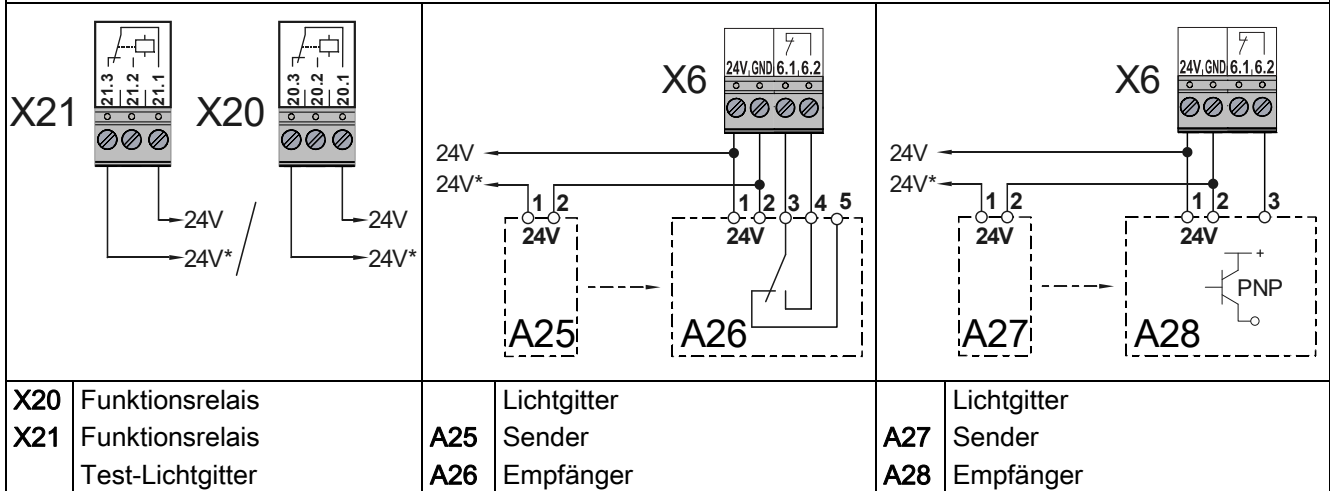 X21
21.3 21.2 21.1
24V
24V*
X20
20.3 20.2 20.1
24V
24V*
X6
24V GND 6.1 6.2
24V
24V*
1 2
24V
A25
1 2 3 4 5
24V
A26
X6
24V GND 6.1 6.2
24V
24V*
1 2
24V
A27
1 2 3
24V
+
PNP
A28
X20 Funktionsrelais
X21 Funktionsrelais
Test-Lichtgitter
Lichtgitter
A25 Sender
A26 Empfänger
Lichtgitter
A27 Sender
A28 Empfänger